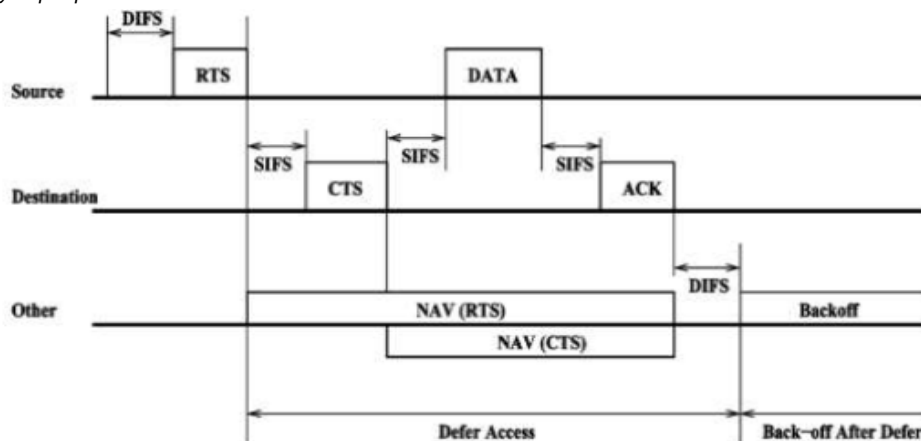 DIFS
RTS
DATA
Source
SIFS
SIFS
SIFS
CTS
ACK
Destination
DIFS
Other
NAV (RTS)
Backoff
NAV (CTS)
Defer Access
Back-off After Defer